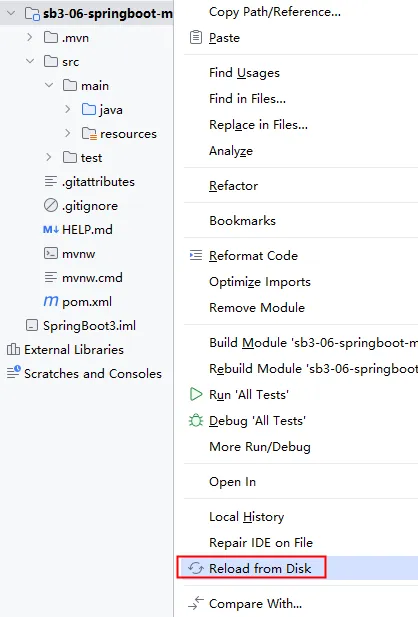 sb3-06-springboot-m
.mvn
src
main
java
resources
test
.gitattributes
.gitignore
M↓ HELP.md
mvnw
mvnw.cmd
m pom.xml
SpringBoot3.iml
External Libraries
Scratches and Consoles
Copy Path/Reference...
Paste
Find Usages
Find in Files...
Replace in Files...
Analyze
Refactor
Bookmarks
Reformat Code
Optimize Imports
Remove Module
Build Module 'sb3-06-springboot-m
Rebuild Module 'sb3-06-springboot
Run 'All Tests'
Debug 'All Tests'
More Run/Debug
Open In
Local History
Repair IDE on File
Reload from Disk
Compare With...